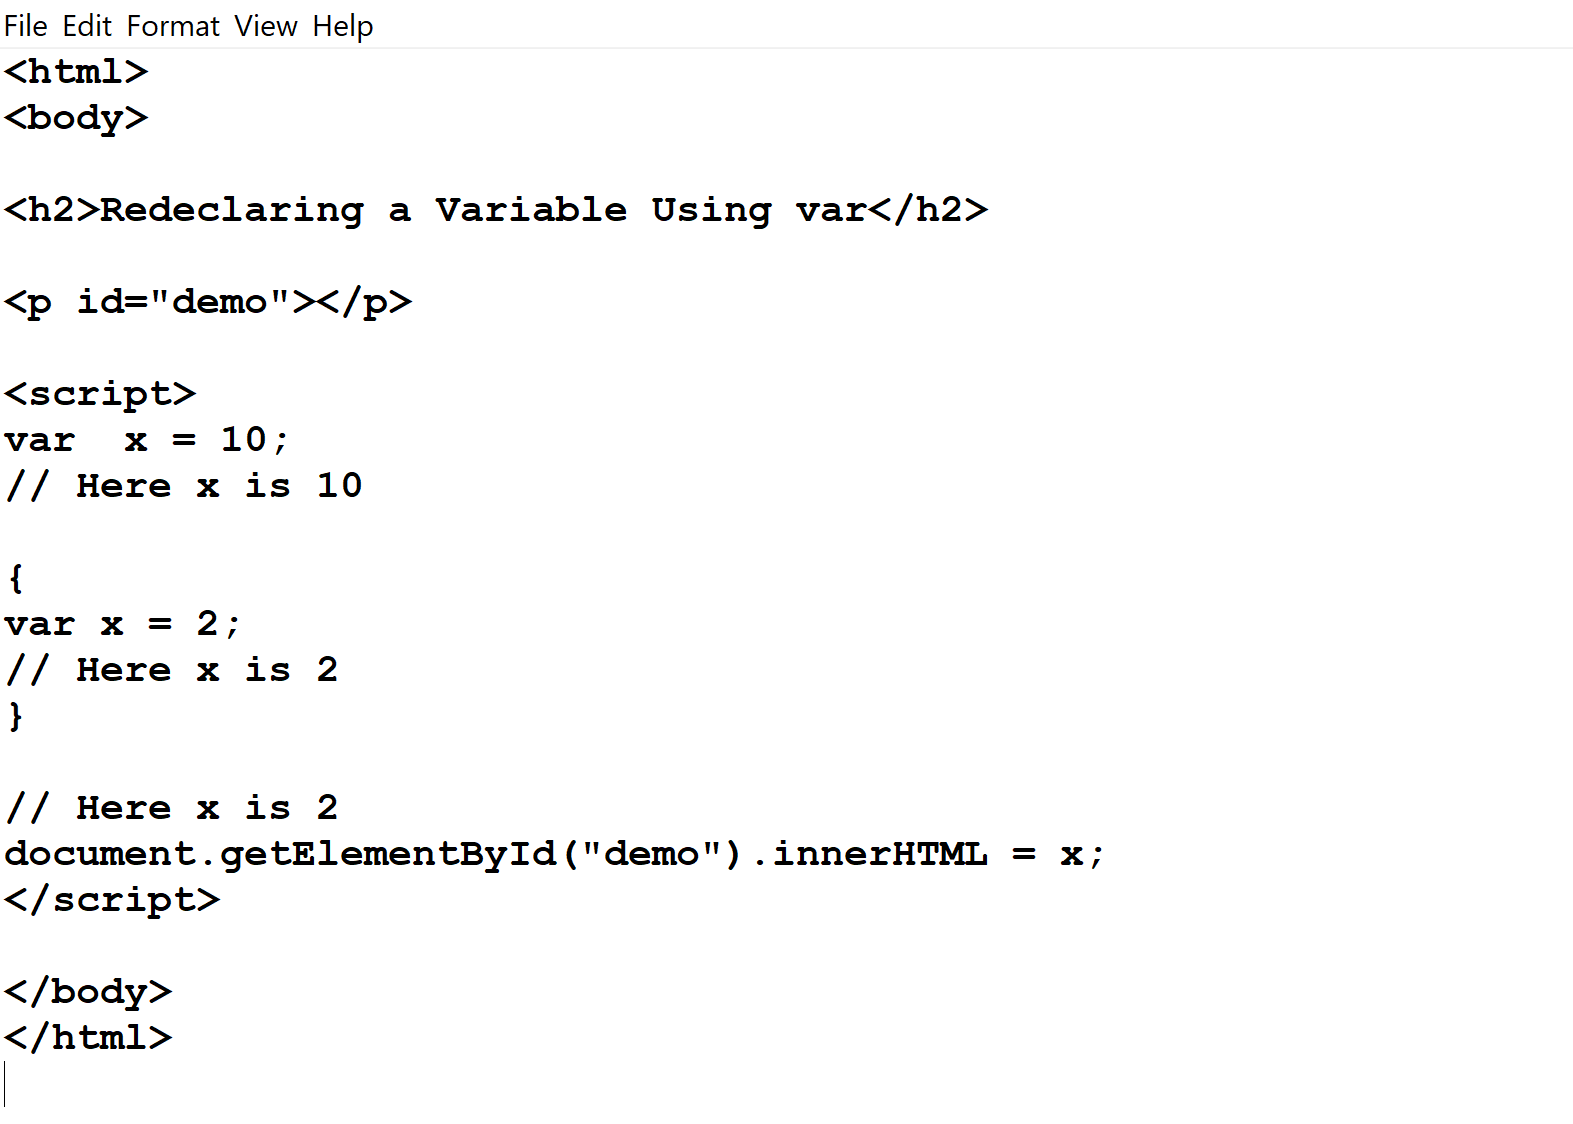 File Edit Format View Help
<html>
<body>
<h2>Redeclaring a Variable Using var</h2>
<p id="demo"></p>
<script>
var  x = 10;
// Here x is 10
{
var x = 2;
// Here x is 2
}
// Here x is 2
document.getElementById("demo").innerHTML = x;
</script>
</body>
</html>